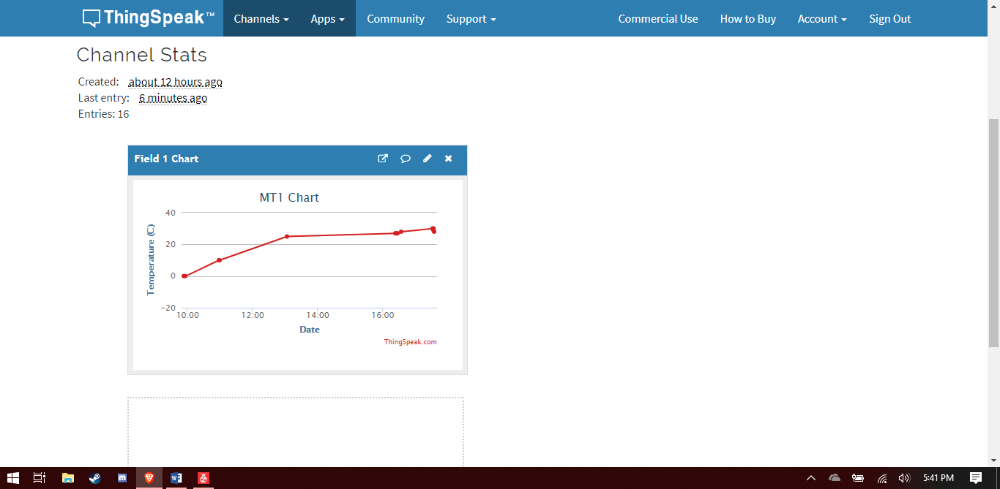 ThingSpeak™ Channels Apps Community Support Commercial Use How to Buy Account Sign Out
Channel Stats
Created: about 12 hours ago
Last entry: 6 minutes ago
Entries: 16
Field 1 Chart
MT1 Chart
Temperature (C)
40
20
0
-20
10:00 12:00 14:00 16:00
Date
ThingSpeak.com
5:41 PM